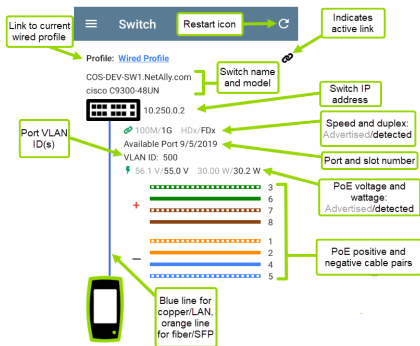 Link to current
wired profile
Switch
Restart icon
Indicates
active link
Profile: Wired Profile
COS-DEV-SW1.NetAlly.com
cisco C9300-48UN
Switch name
and model
10.250.0.2
Switch IP
address
100M/1G HDx/FDx
Speed and duplex:
Advertised/detected
Available Port 9/5/2019
Port and slot number
Port VLAN
ID(s)
VLAN ID: 500
56.1 V/55.0 V 30.00 W/30.2 W
PoE voltage and
wattage:
Advertised/detected
3
+
6
7
8
PoE positive and
negative cable pairs
1
–
2
4
5
Blue line for
copper/LAN,
orange line
for fiber/SFP